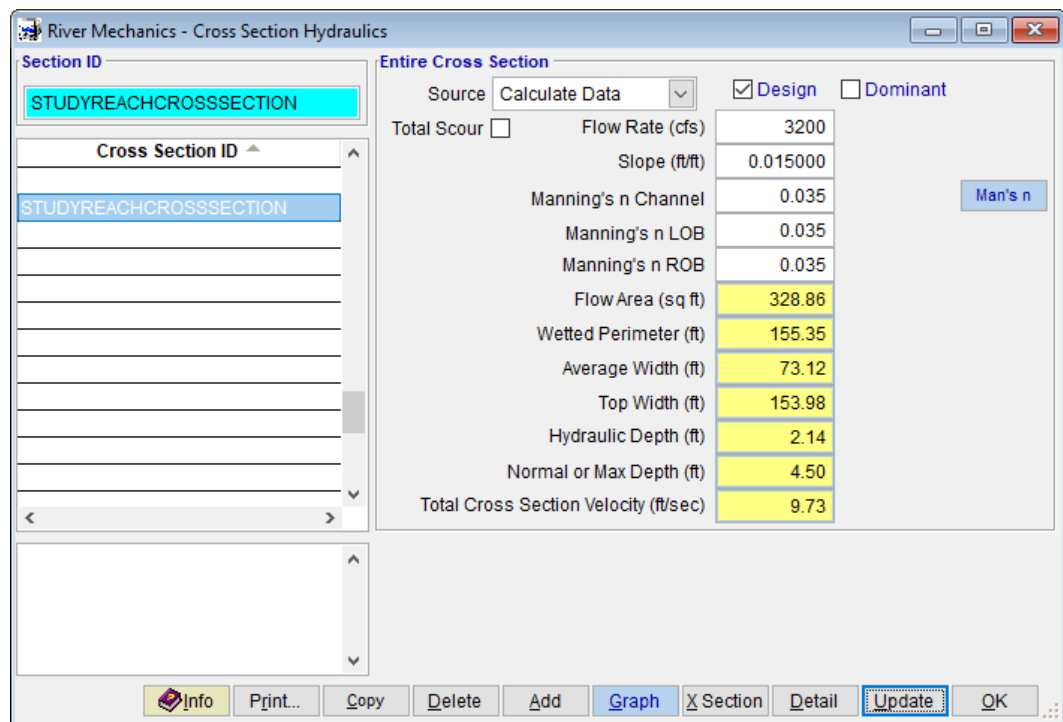 River Mechanics - Cross Section Hydraulics
Section ID
STUDYREACHCROSSSECTION
Cross Section ID
STUDYREACHCROSSSECTION
Entire Cross Section
Source Calculate Data Design Dominant
Total Scour Flow Rate (cfs) 3200
Slope (ft/ft) 0.015000
Manning's n Channel 0.035 Man's n
Manning's n LOB 0.035
Manning's n ROB 0.035
Flow Area (sq ft) 328.86
Wetted Perimeter (ft) 155.35
Average Width (ft) 73.12
Top Width (ft) 153.98
Hydraulic Depth (ft) 2.14
Normal or Max Depth (ft) 4.50
Total Cross Section Velocity (ft/sec) 9.73
Info Print... Copy Delete Add Graph X Section Detail Update OK